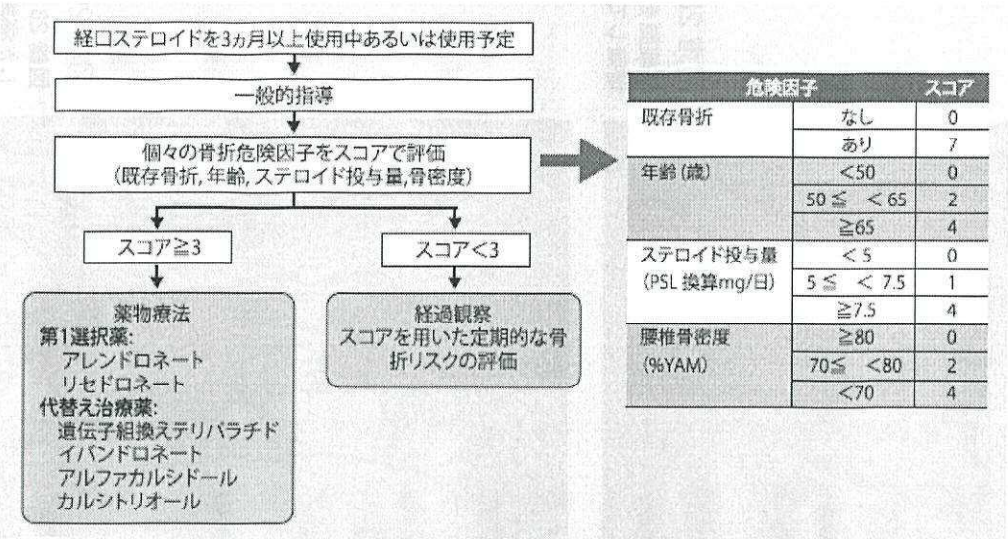 経口ステロイドを3ヵ月以上使用中あるいは使用予定
一般的指導
個々の骨折危険因子をスコアで評価
(既存骨折, 年齢, ステロイド投与量,骨密度)
スコア≧3
スコア<3
薬物療法
第1選択薬:
アレンドロネート
リセドロネート
代替え治療薬:
遺伝子組換えテリパラチド
イバンドロネート
アルファカルシドール
カルシトリオール
経過観察
スコアを用いた定期的な骨
折リスクの評価
危険因子 スコア
既存骨折 なし 0
あり 7
年齢 (歳) <50 0
50 ≦ < 65 2
≧65 4
ステロイド投与量 < 5 0
(PSL 換算mg/日) 5 ≦ < 7.5 1
≧7.5 4
腰椎骨密度 ≧80 0
(%YAM) 70≦ <80 2
<70 4